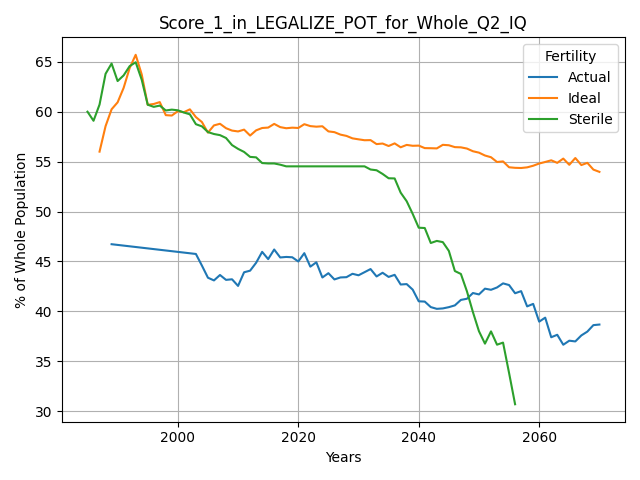 Score_1_in_LEGALIZE_POT_for_Whole_Q2_IQ
Fertility
Actual
Ideal
Sterile
% of Whole Population
65
60
55
50
45
40
35
30
2000
2020
2040
2060
Years